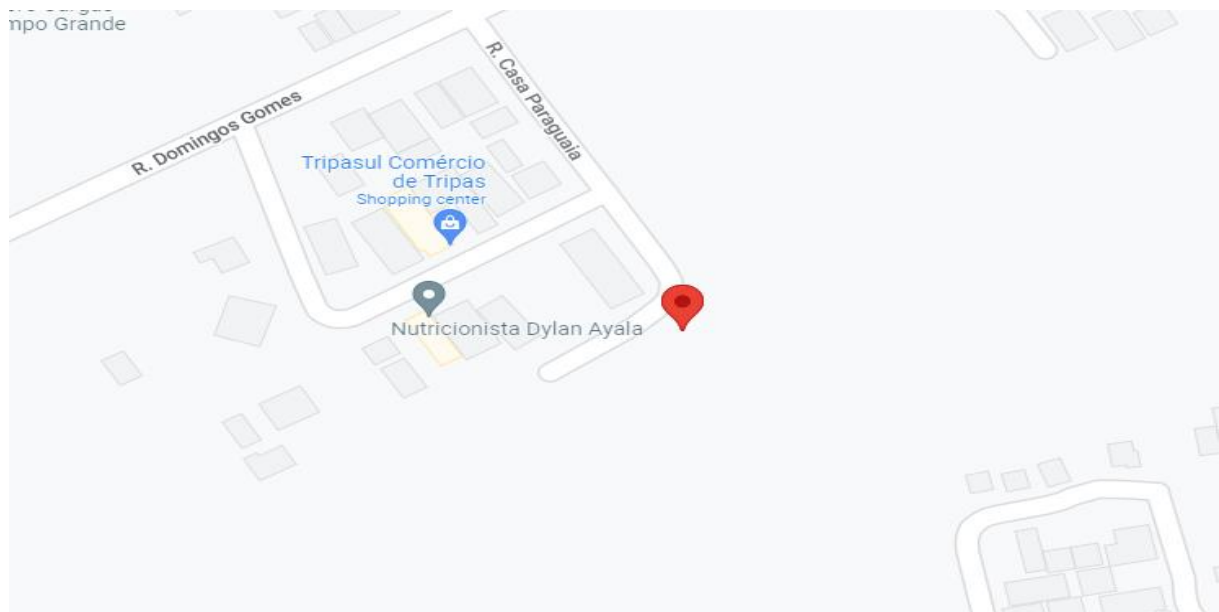 mpo Grande
R. Casa Paraguaia
R. Domingos Gomes
Tripasul Comércio
de Tripas
Shopping center
Nutricionista Dylan Ayala